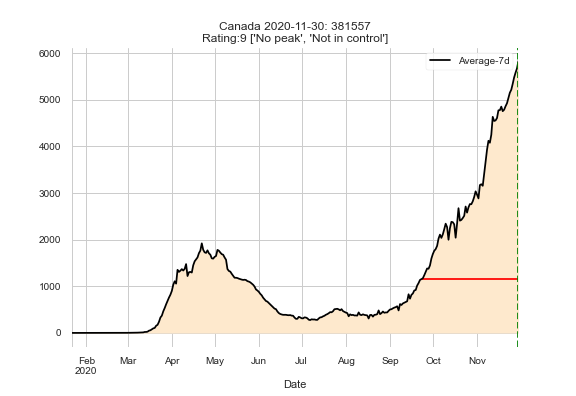 Canada 2020-11-30: 381557
Rating:9 ['No peak', 'Not in control']
Average-7d
6000
5000
4000
3000
2000
1000
0
Feb Mar Apr May Jun Jul Aug Sep Oct Nov
2020
Date